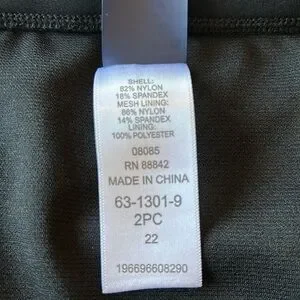 SHELL:
82% NYLON
18% SPANDEX
MESH LINING:
86% NYLON
14% SPANDEX
LINING:
100% POLYESTER
08085
RN 88842
MADE IN CHINA
63-1301-9
2PC
22
196696608290